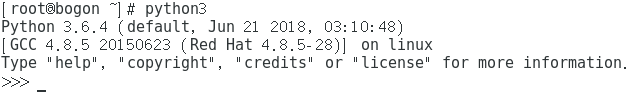 [root@bogon ~]# python3
Python 3.6.4 (default, Jun 21 2018, 03:10:48)
[GCC 4.8.5 20150623 (Red Hat 4.8.5-28)] on linux
Type "help", "copyright", "credits" or "license" for more information.
>>> _